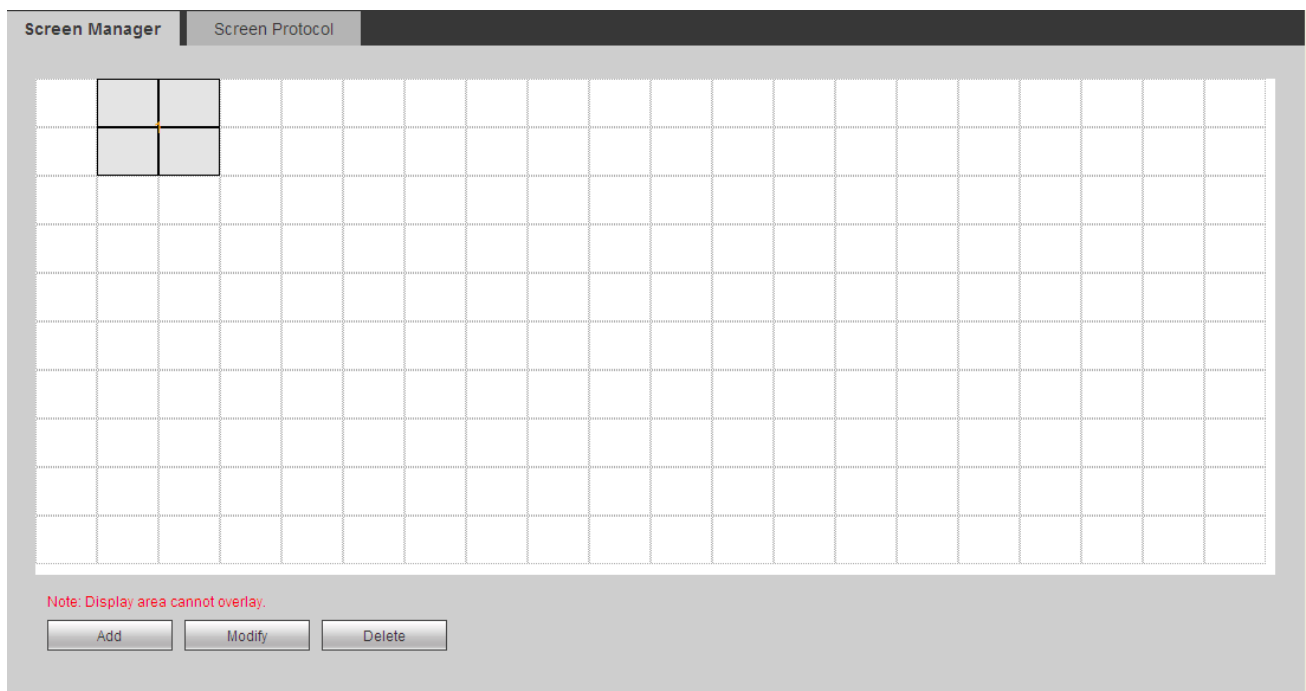 Screen Manager
Screen Protocol
Note: Display area cannot overlay.
Add
Modify
Delete